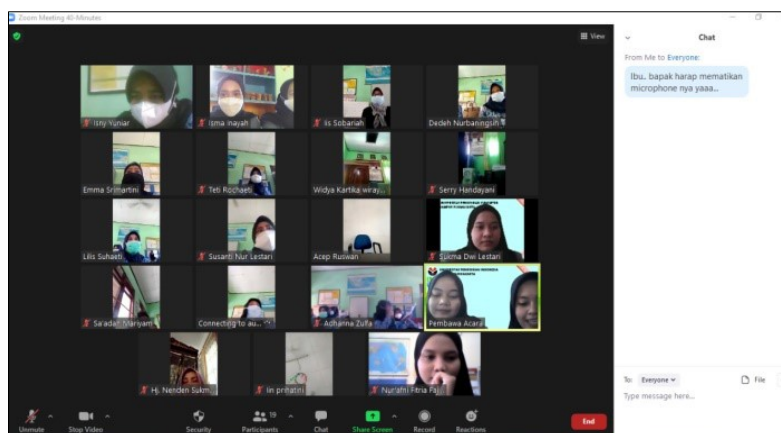 Zoom Meeting 40-Minutes
View
Chat
From Me to Everyone:
Ibu.. bapak harap mematikan
microphone nya yaaa..
Isny Yuniar
Isma Inayah
Iis Sobariah
Dedeh Nurbaningsih
Emma Srimartini
Teti Rochaeti
Widya Kartika wiray...
Serry Handayani
Lilis Suhaeti
Susanti Nur Lestari
Acep Ruswan
Sukma Dwi Lestari
Sa'adah Mariyam
Connecting to au...
Adhanna Zulfa
Pembawa Acara
Hj. Nenden Sukm...
Iin prihatini
Nur'afni Fitria Faj...
To: Everyone
File
Type message here...
Unmute
Stop Video
Security
Participants
19
Chat
Share Screen
Record
Reactions
End